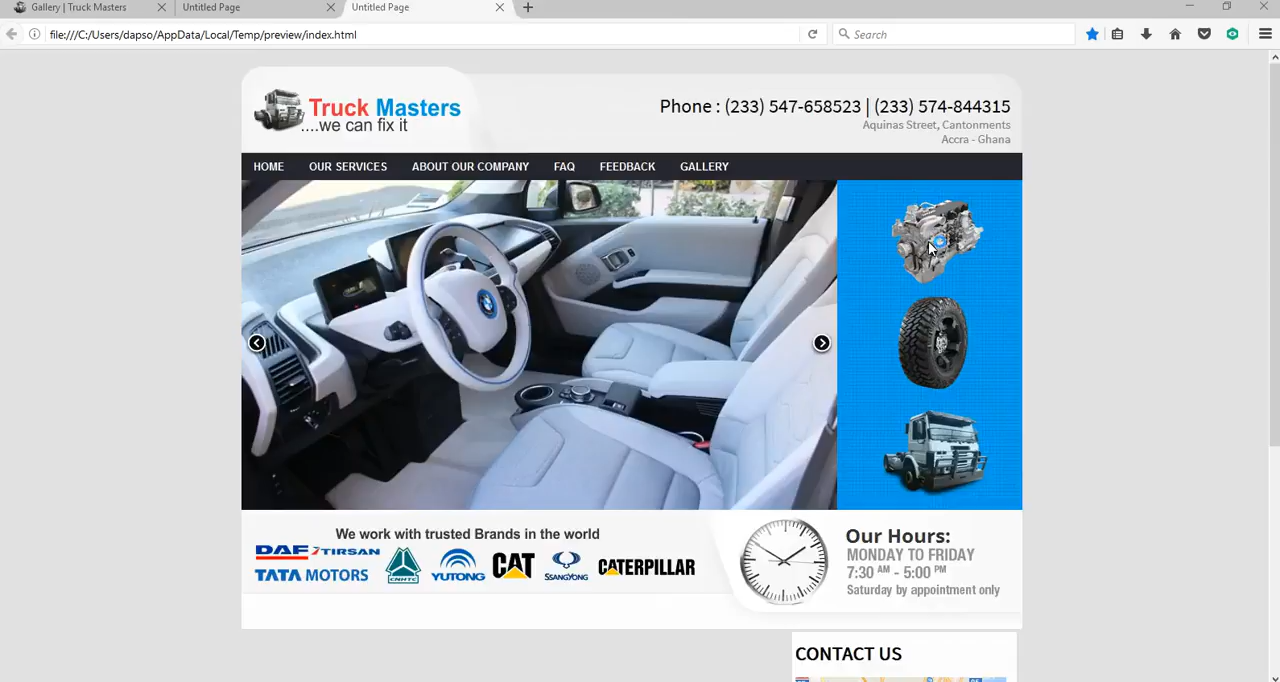 Gallery | Truck Masters
Untitled Page
Untitled Page
file:///C:/Users/dapso/AppData/Local/Temp/preview/index.html
Search
Truck Masters
....we can fix it
Phone : (233) 547-658523 | (233) 574-844315
Aquinas Street, Cantonments
Accra - Ghana
HOME
OUR SERVICES
ABOUT OUR COMPANY
FAQ
FEEDBACK
GALLERY
We work with trusted Brands in the world
DAF
TIRSAN
TATA MOTORS
CNHTC
YUTONG
CAT
SSANGYONG
CATERPILLAR
Our Hours:
MONDAY TO FRIDAY
7:30 AM - 5:00 PM
Saturday by appointment only
CONTACT US